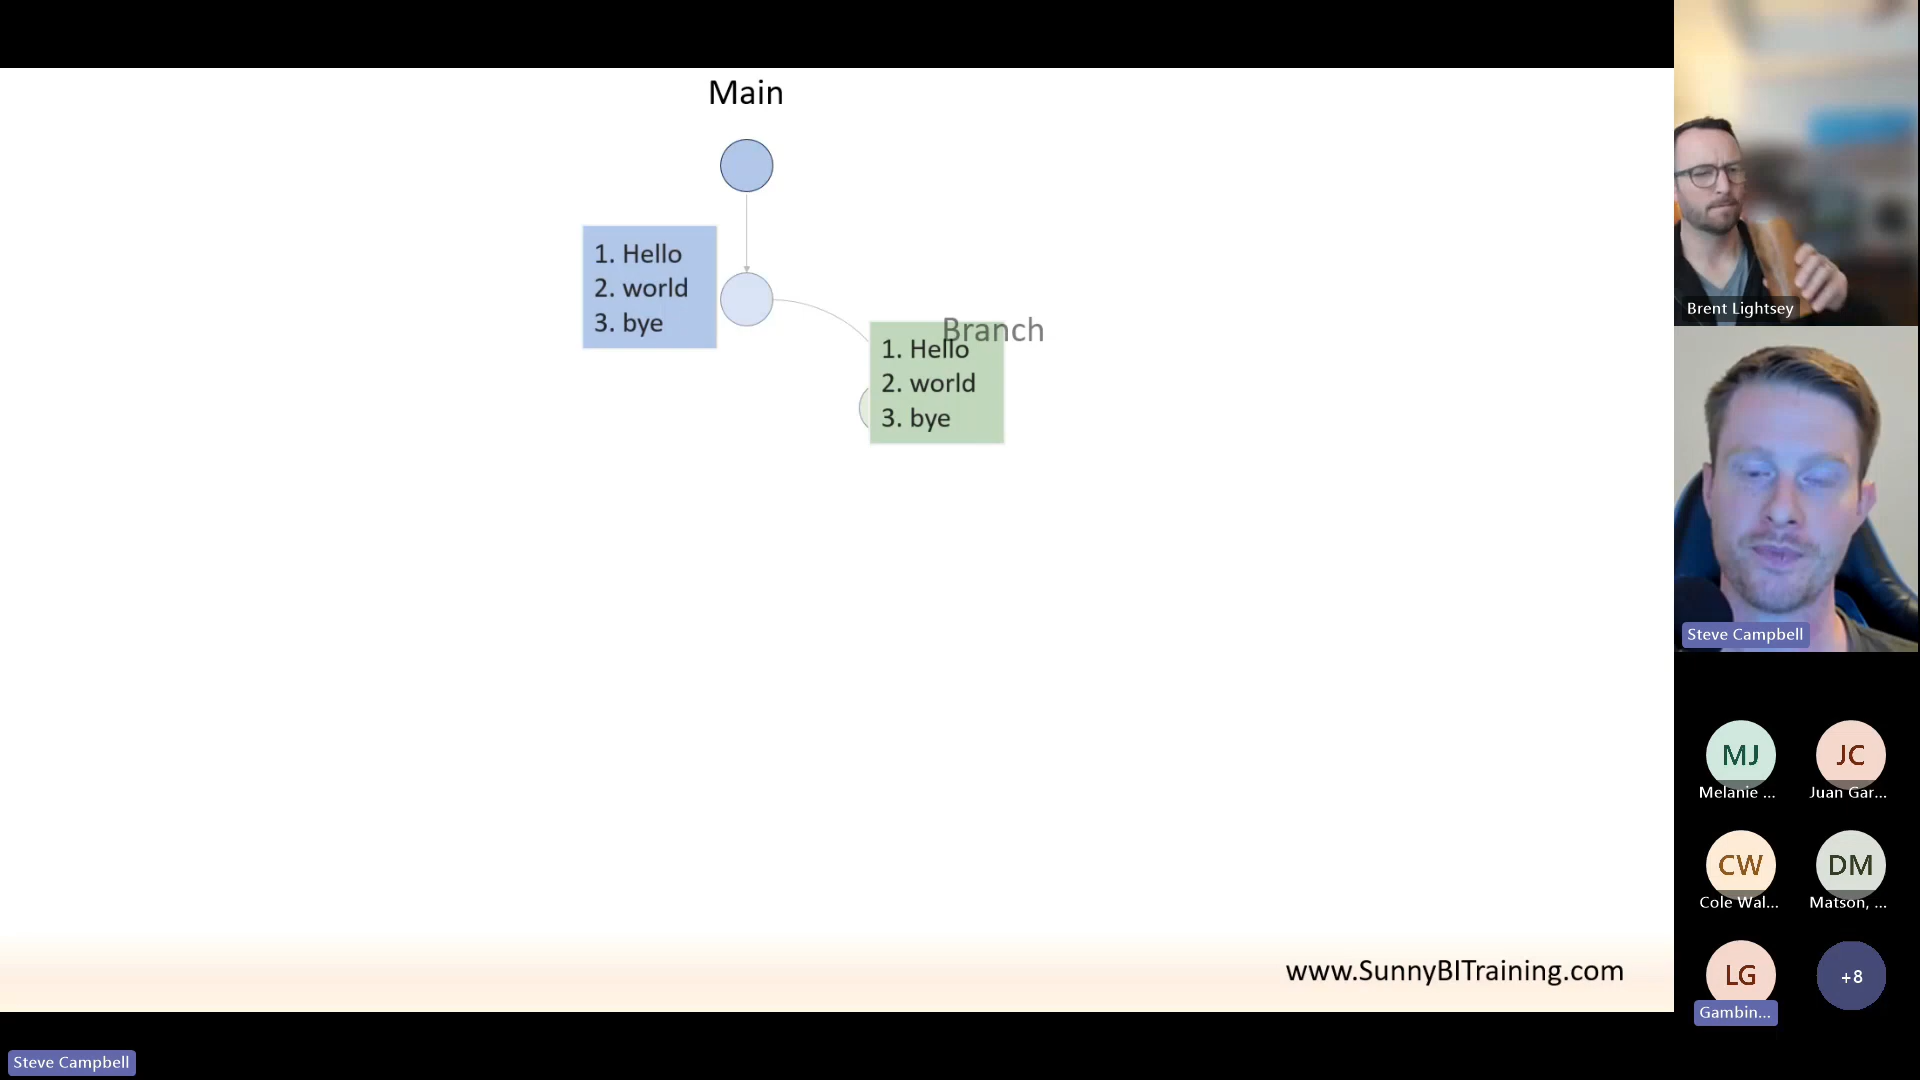 Main
1. Hello
2. world
3. bye
Branch
1. Hello
2. world
3. bye
www.SunnyBITraining.com
Brent Lightsey
Steve Campbell
MJ
JC
Melanie ...
Juan Gar...
CW
DM
Cole Wal...
Matson, ...
LG
+8
Gambin...
Steve Campbell